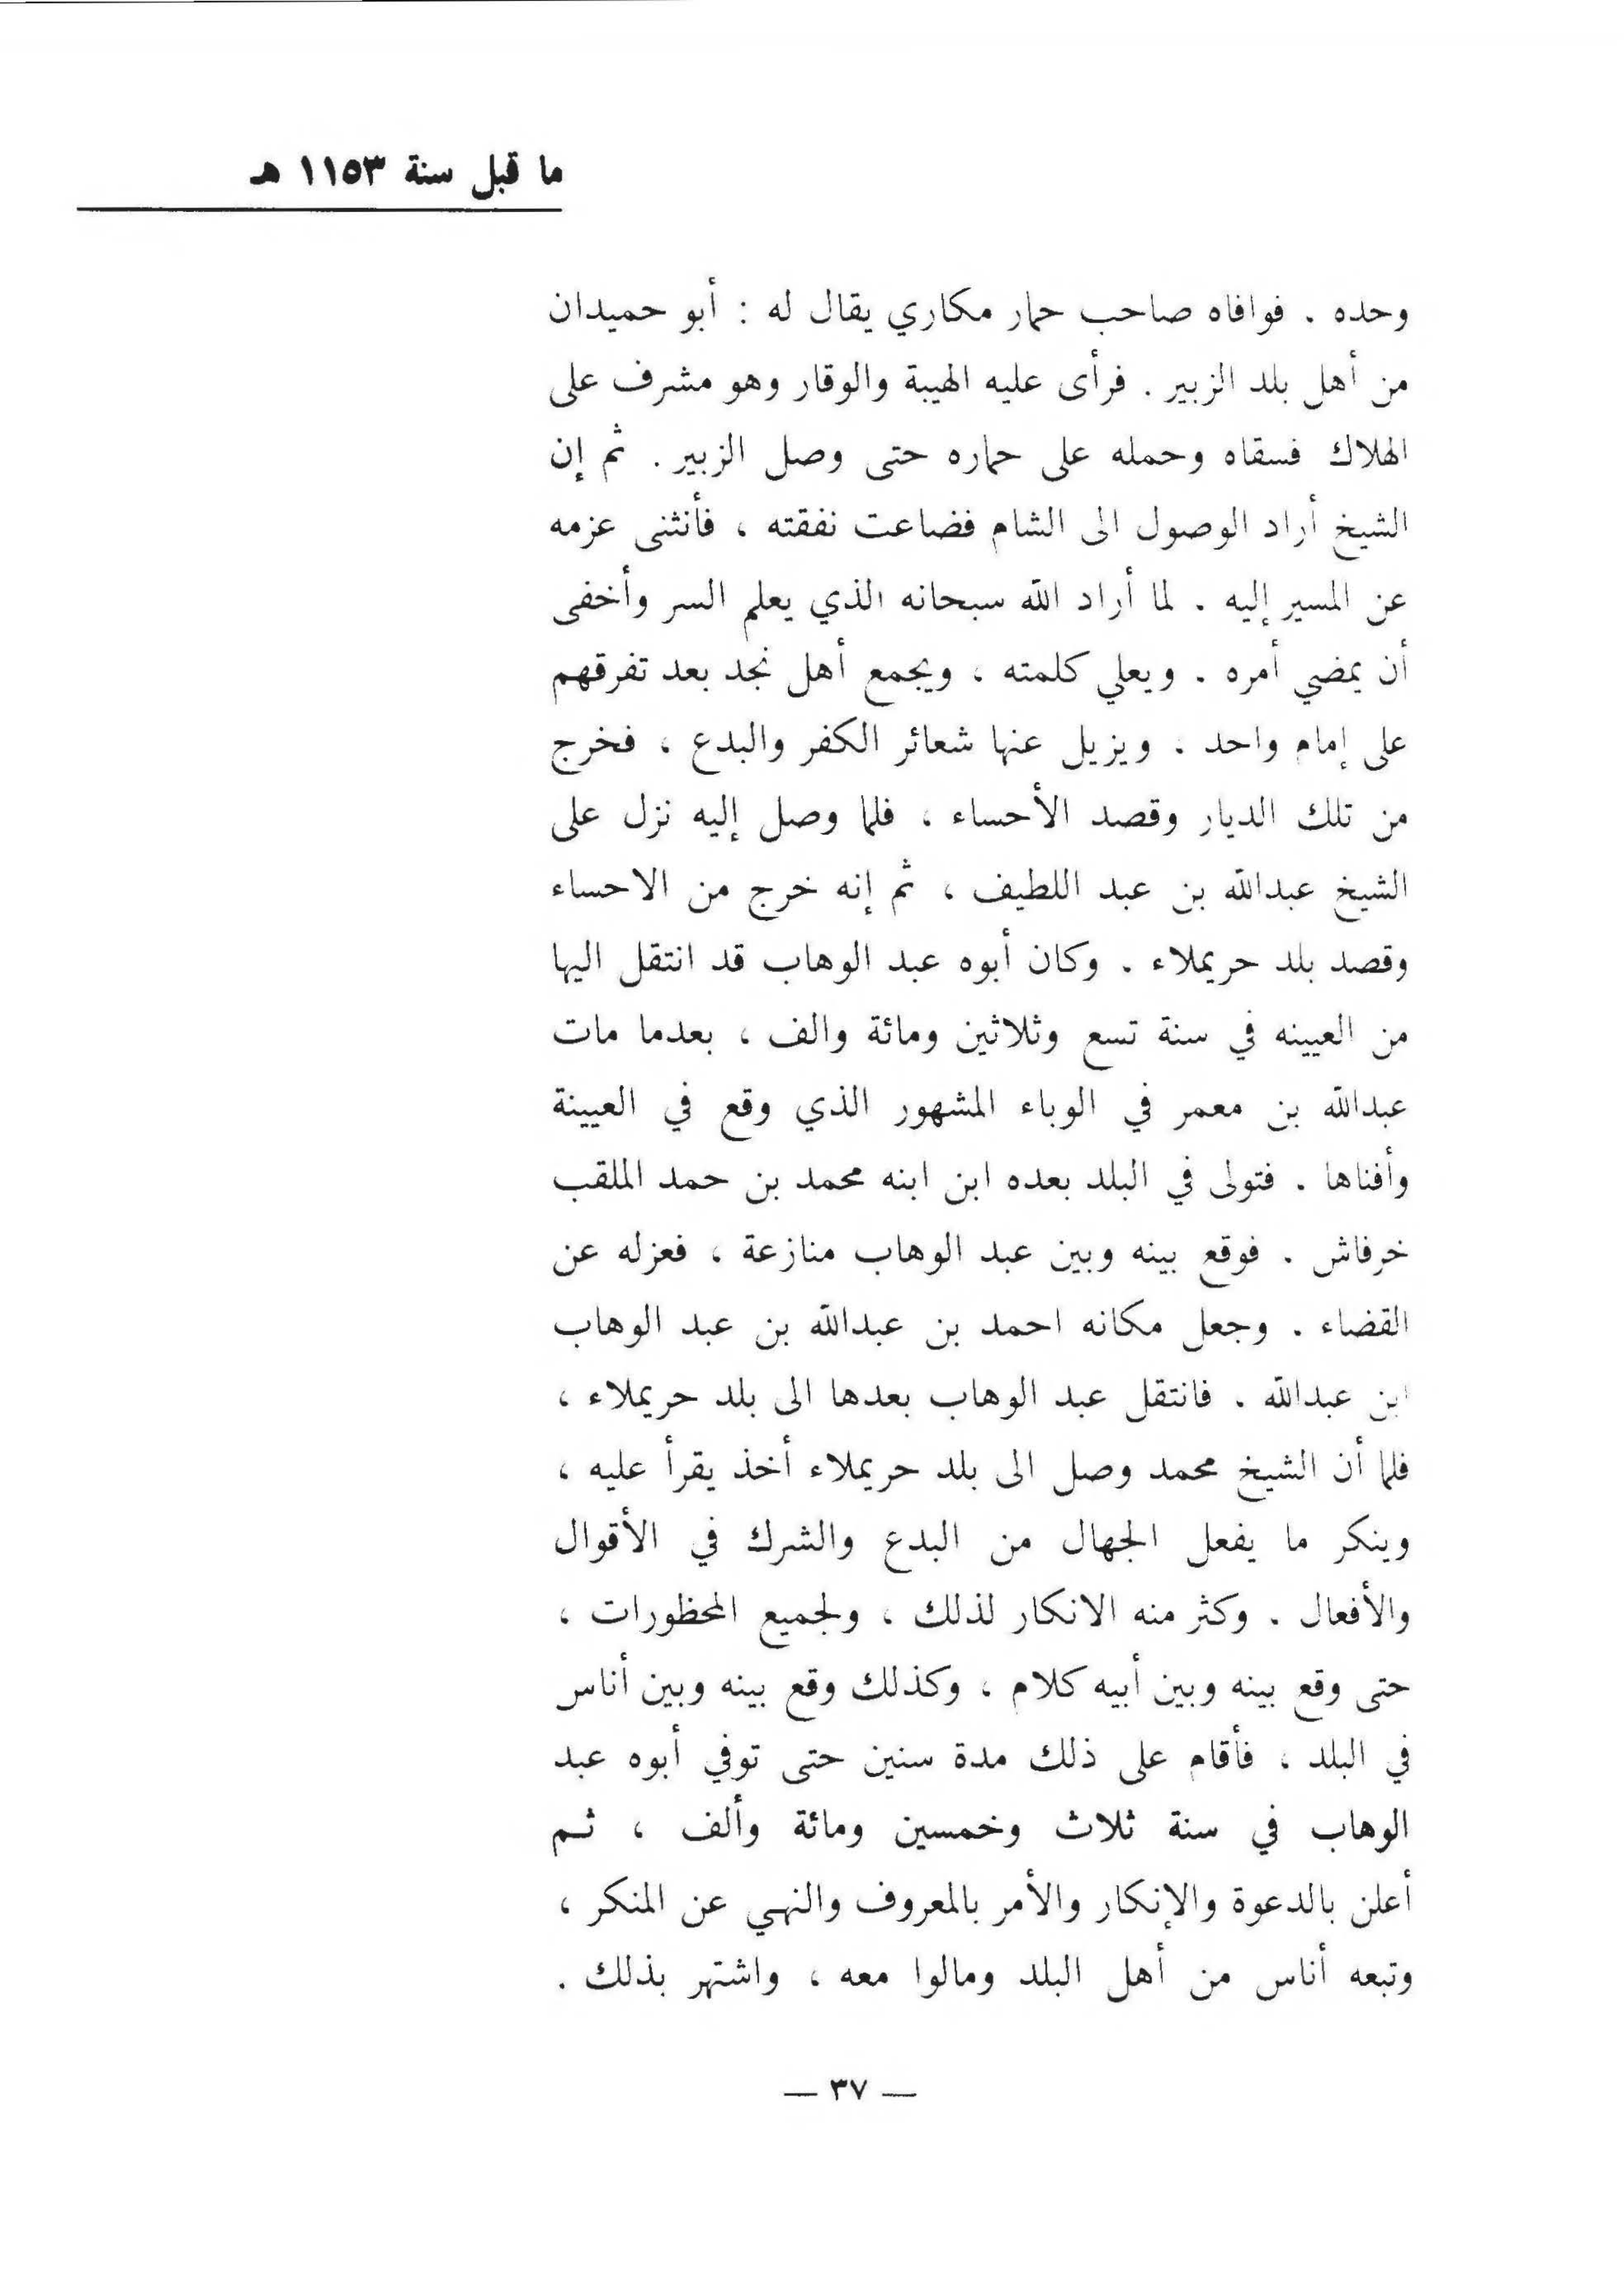 ما قبل سنة ١١٥٣ هـ
وحده . فوافاه صاحب حمار مكاري يقال له : أبو حميدان
من أهل بلد الزبير . فرأى عليه الهيبة والوقار وهو مشرف على
الهلاك فسقاه وحمله على حماره حتى وصل الزبير . ثم إن
الشيخ أراد الوصول الى الشام فضاعت نفقته ، فأنثنى عزمه
عن المسير إليه . لما أراد الله سبحانه الذي يعلم السر وأخفى
أن يمضي أمره . ويعلي كلمته ، ويجمع أهل نجد بعد تفرقهم
على إمام واحد . ويزيل عنها شعائر الكفر والبدع ، فخرج
من تلك الديار وقصد الأحساء ، فلما وصل إليه نزل على
الشيخ عبدالله بن عبد اللطيف ، ثم إنه خرج من الاحساء
وقصد بلد حريملاء . وكان أبوه عبد الوهاب قد انتقل اليها
من العيينه في سنة تسع وثلاثين ومائة والف ، بعدما مات
عبدالله بن معمر في الوباء المشهور الذي وقع في العيينة
وأفناها . فتولى في البلد بعده ابن ابنه محمد بن حمد الملقب
خرفاش . فوقع بينه وبين عبد الوهاب منازعة ، فعزله عن
القضاء . وجعل مكانه احمد بن عبدالله بن عبد الوهاب
ابن عبدالله . فانتقل عبد الوهاب بعدها الى بلد حريملاء ،
فلما أن الشيخ محمد وصل الى بلد حريملاء أخذ يقرأ عليه ،
وينكر ما يفعل الجهال من البدع والشرك في الأقوال
والأفعال . وكثر منه الانكار لذلك ، ولجميع المحظورات ،
حتى وقع بينه وبين أبيه كلام ، وكذلك وقع بينه وبين أناس
في البلد ، فأقام على ذلك مدة سنين حتى توفي أبوه عبد
الوهاب في سنة ثلاث وخمسين ومائة وألف ، ثم
أعلن بالدعوة والإنكار والأمر بالمعروف والنهي عن المنكر ،
وتبعه أناس من أهل البلد ومالوا معه ، واشتهر بذلك .
— ٣٧ —